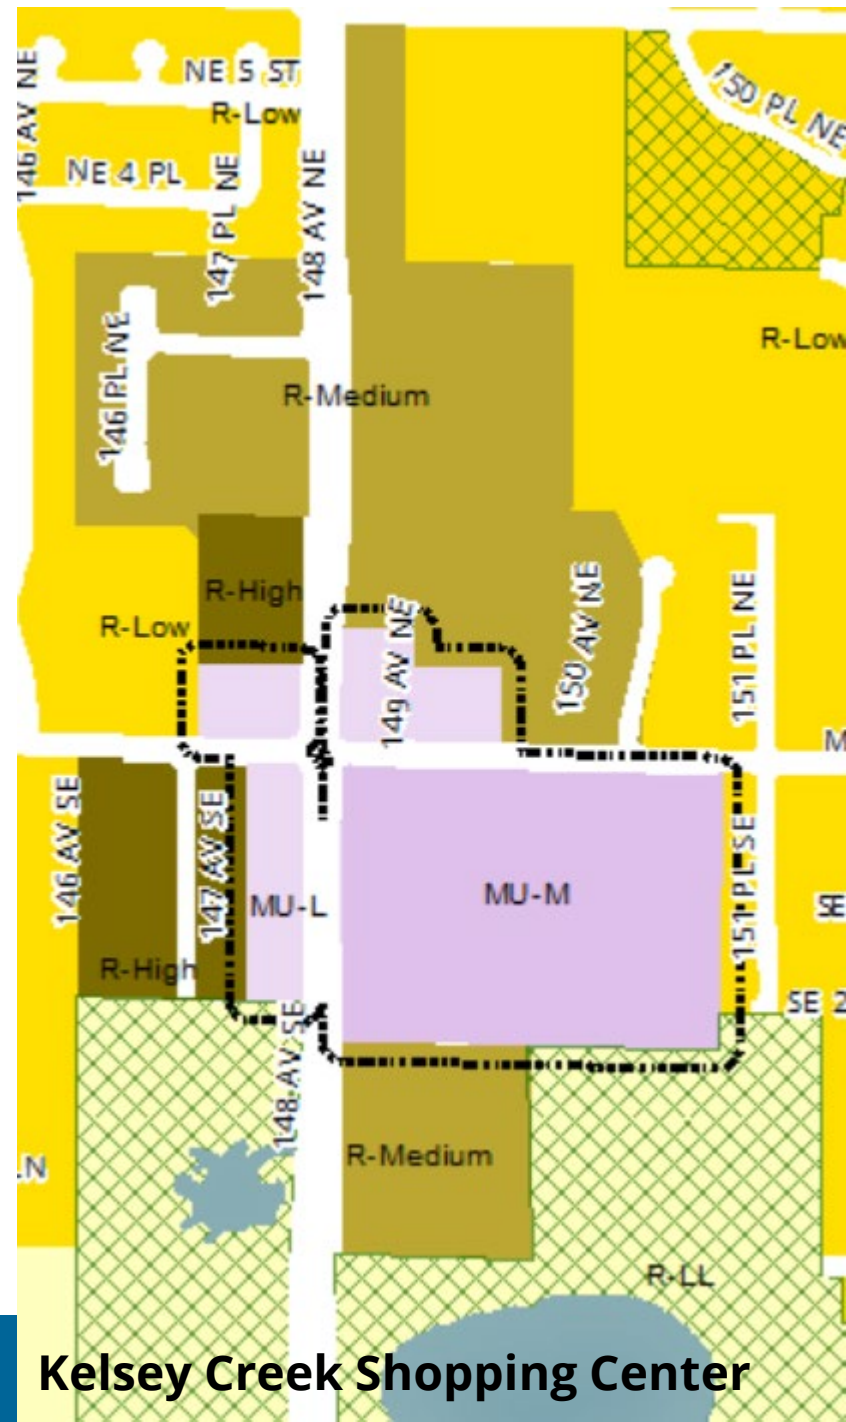 146 AV NE
NE 5 ST
R-Low
NE 4 PL
147 PL NE
148 AV NE
150 PL NE
R-Low
146 PL NE
R-Medium
R-High
R-Low
149 AV NE
150 AV NE
151 PL NE
M
146 AV SE
147 AV SE
MU-L
MU-M
151 PL SE
SE
R-High
SE 2
148 AV SE
R-Medium
LN
R-LL
Kelsey Creek Shopping Center